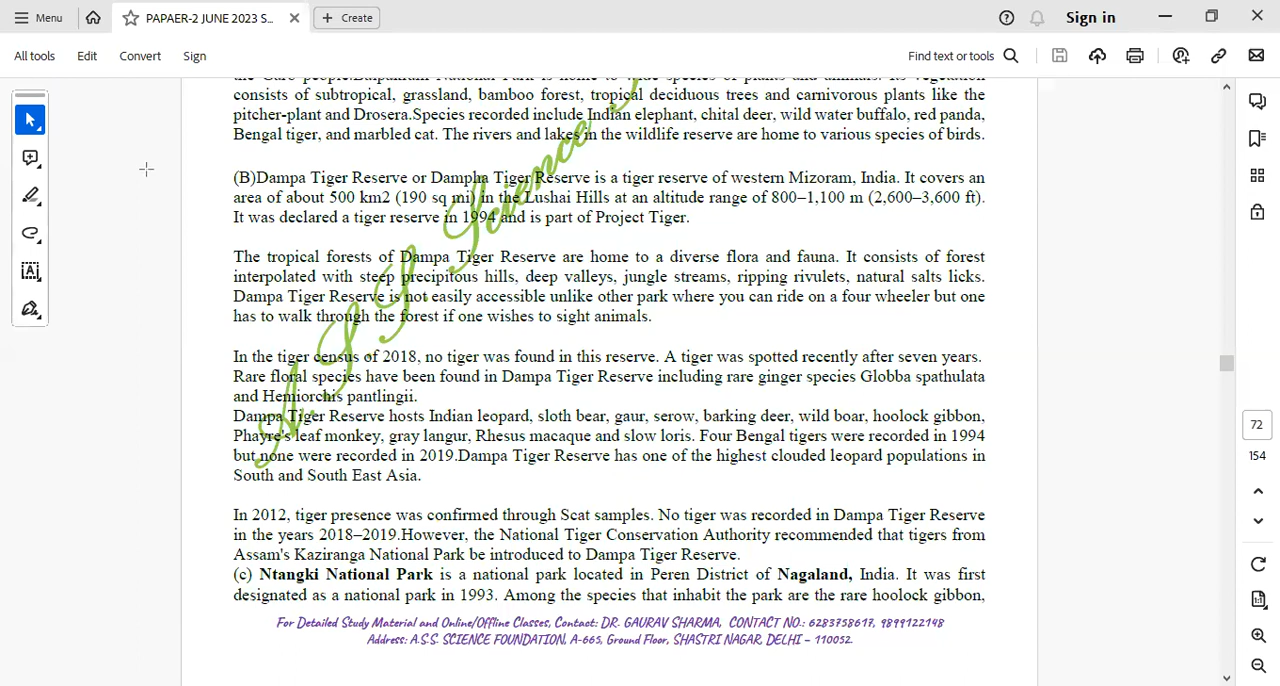 Menu
PAPAER-2 JUNE 2023 S...
Create
Sign in
All tools
Edit
Convert
Sign
Find text or tools
the Garo people.Balpakram National Park is home to wide species of plants and animals. Its vegetation
consists of subtropical, grassland, bamboo forest, tropical deciduous trees and carnivorous plants like the
pitcher-plant and Drosera.Species recorded include Indian elephant, chital deer, wild water buffalo, red panda,
Bengal tiger, and marbled cat. The rivers and lakes in the wildlife reserve are home to various species of birds.
(B)Dampa Tiger Reserve or Dampha Tiger Reserve is a tiger reserve of western Mizoram, India. It covers an
area of about 500 km2 (190 sq mi) in the Lushai Hills at an altitude range of 800–1,100 m (2,600–3,600 ft).
It was declared a tiger reserve in 1994 and is part of Project Tiger.
The tropical forests of Dampa Tiger Reserve are home to a diverse flora and fauna. It consists of forest
interpolated with steep precipitous hills, deep valleys, jungle streams, ripping rivulets, natural salts licks.
Dampa Tiger Reserve is not easily accessible unlike other park where you can ride on a four wheeler but one
has to walk through the forest if one wishes to sight animals.
In the tiger census of 2018, no tiger was found in this reserve. A tiger was spotted recently after seven years.
Rare floral species have been found in Dampa Tiger Reserve including rare ginger species Globba spathulata
and Hemiorchis pantlingii.
Dampa Tiger Reserve hosts Indian leopard, sloth bear, gaur, serow, barking deer, wild boar, hoolock gibbon,
Phayre's leaf monkey, gray langur, Rhesus macaque and slow loris. Four Bengal tigers were recorded in 1994
but none were recorded in 2019.Dampa Tiger Reserve has one of the highest clouded leopard populations in
South and South East Asia.
In 2012, tiger presence was confirmed through Scat samples. No tiger was recorded in Dampa Tiger Reserve
in the years 2018–2019.However, the National Tiger Conservation Authority recommended that tigers from
Assam's Kaziranga National Park be introduced to Dampa Tiger Reserve.
(c) Ntangki National Park is a national park located in Peren District of Nagaland, India. It was first
designated as a national park in 1993. Among the species that inhabit the park are the rare hoolock gibbon,
For Detailed Study Material and Online/Offline Classes, Contact: DR. GAURAV SHARMA, CONTACT NO.: 6283758617, 9899122148
Address: A.S.S. SCIENCE FOUNDATION, A-665, Ground Floor, SHASTRI NAGAR, DELHI – 110052.
A.S.S Science
72
154